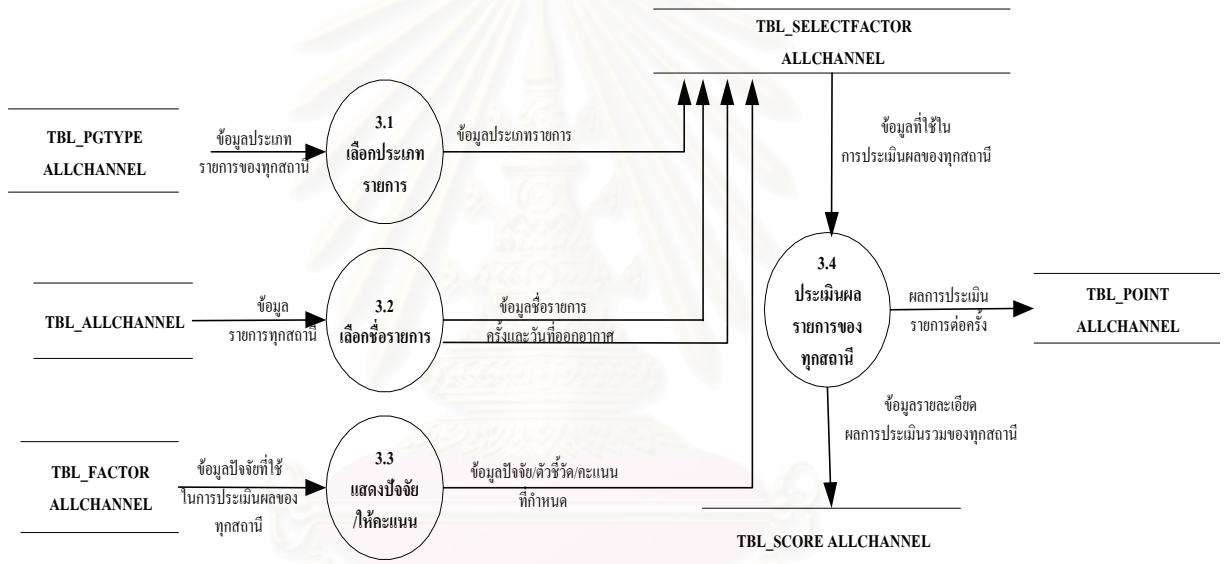 TBL_SELECTFACTOR
ALLCHANNEL
TBL_PGTYPE
ALLCHANNEL
ข้อมูลประเภท
รายการของทุกสถานี
3.1
เลือกประเภท
รายการ
ข้อมูลประเภทรายการ
ข้อมูลที่ใช้ใน
การประเมินผลของทุกสถานี
TBL_ALLCHANNEL
ข้อมูล
รายการทุกสถานี
3.2
เลือกชื่อรายการ
ข้อมูลชื่อรายการ
ครั้งและวันที่ออกอากาศ
3.4
ประเมินผล
รายการของ
ทุกสถานี
ผลการประเมิน
รายการต่อครั้ง
TBL_POINT
ALLCHANNEL
ข้อมูลรายละเอียด
ผลการประเมินรวมของทุกสถานี
TBL_FACTOR
ALLCHANNEL
ข้อมูลปัจจัยที่ใช้
ในการประเมินผลของ
ทุกสถานี
3.3
แสดงปัจจัย
/ให้คะแนน
ข้อมูลปัจจัย/ตัวชี้วัด/คะแนน
ที่กำหนด
TBL_SCORE ALLCHANNEL